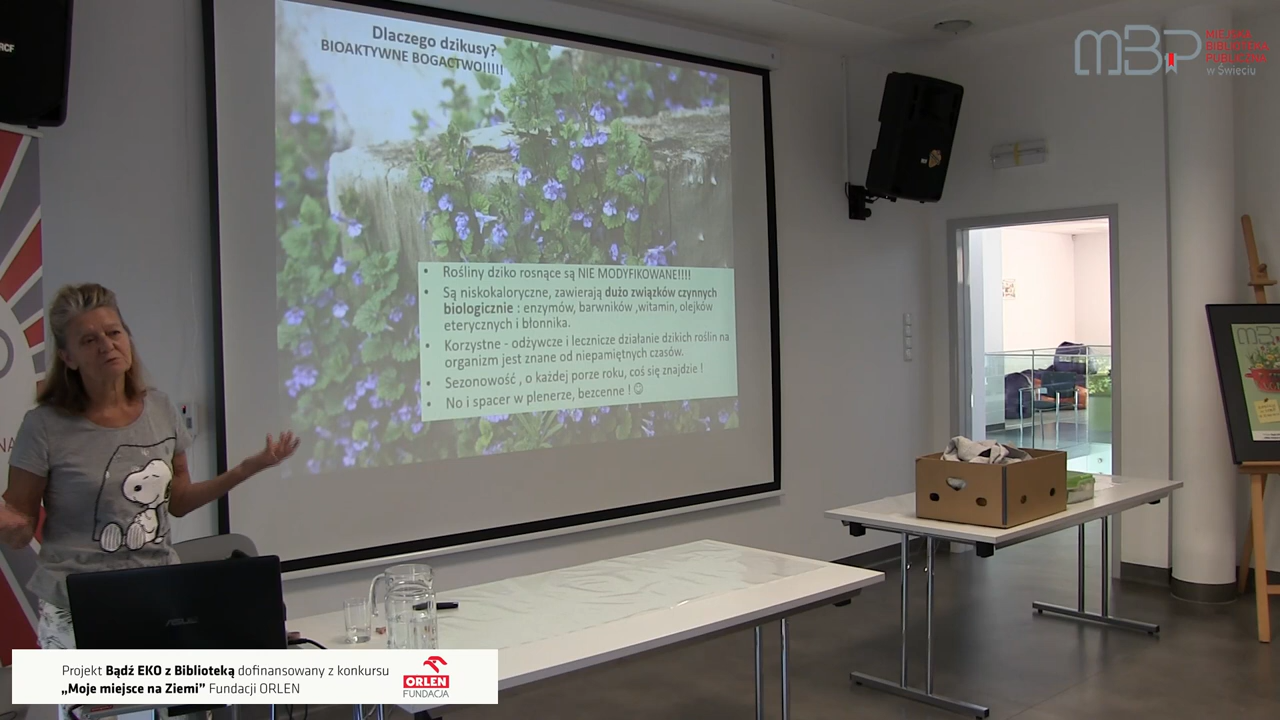 RCF
Dlaczego dzikusy?
BIOAKTYWNE BOGACTWO!!!!!
MBP MIEJSKA
BIBLIOTEKA
PUBLICZNA
w Świeciu
• Rośliny dziko rosnące są NIE MODYFIKOWANE!!!!
• Są niskokaloryczne, zawierają dużo związków czynnych
biologicznie : enzymów, barwników ,witamin, olejków
eterycznych i błonnika.
• Korzystne - odżywcze i lecznicze działanie dzikich roślin na
organizm jest znane od niepamiętnych czasów.
• Sezonowość , o każdej porze roku, coś się znajdzie !
• No i spacer w plenerze, bezcenne ! ☺
MBP
ASUS
Projekt Bądź EKO z Biblioteką dofinansowany z konkursu
„Moje miejsce na Ziemi” Fundacji ORLEN
ORLEN
FUNDACJA